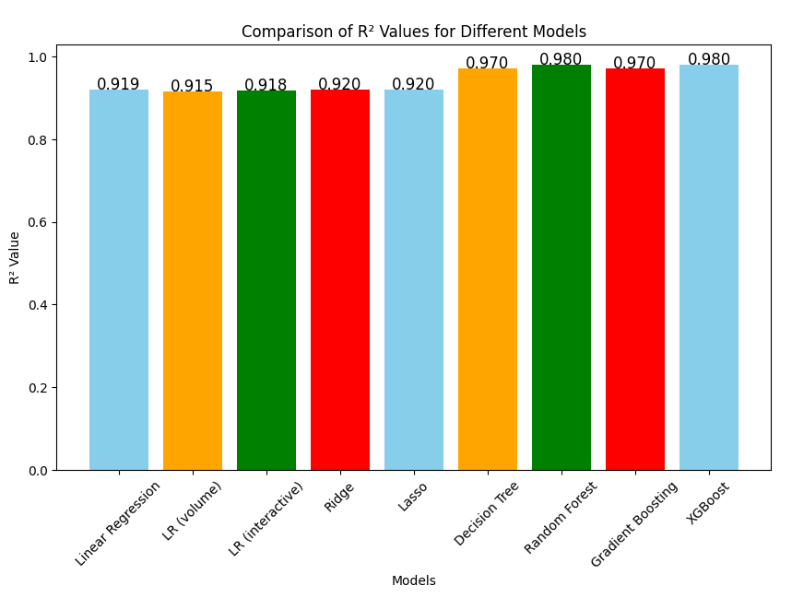 Comparison of R² Values for Different Models
R² Value
1.0
0.8
0.6
0.4
0.2
0.0
0.919
0.915
0.918
0.920
0.920
0.970
0.980
0.970
0.980
Linear Regression
LR (volume)
LR (interactive)
Ridge
Lasso
Decision Tree
Random Forest
Gradient Boosting
XGBoost
Models